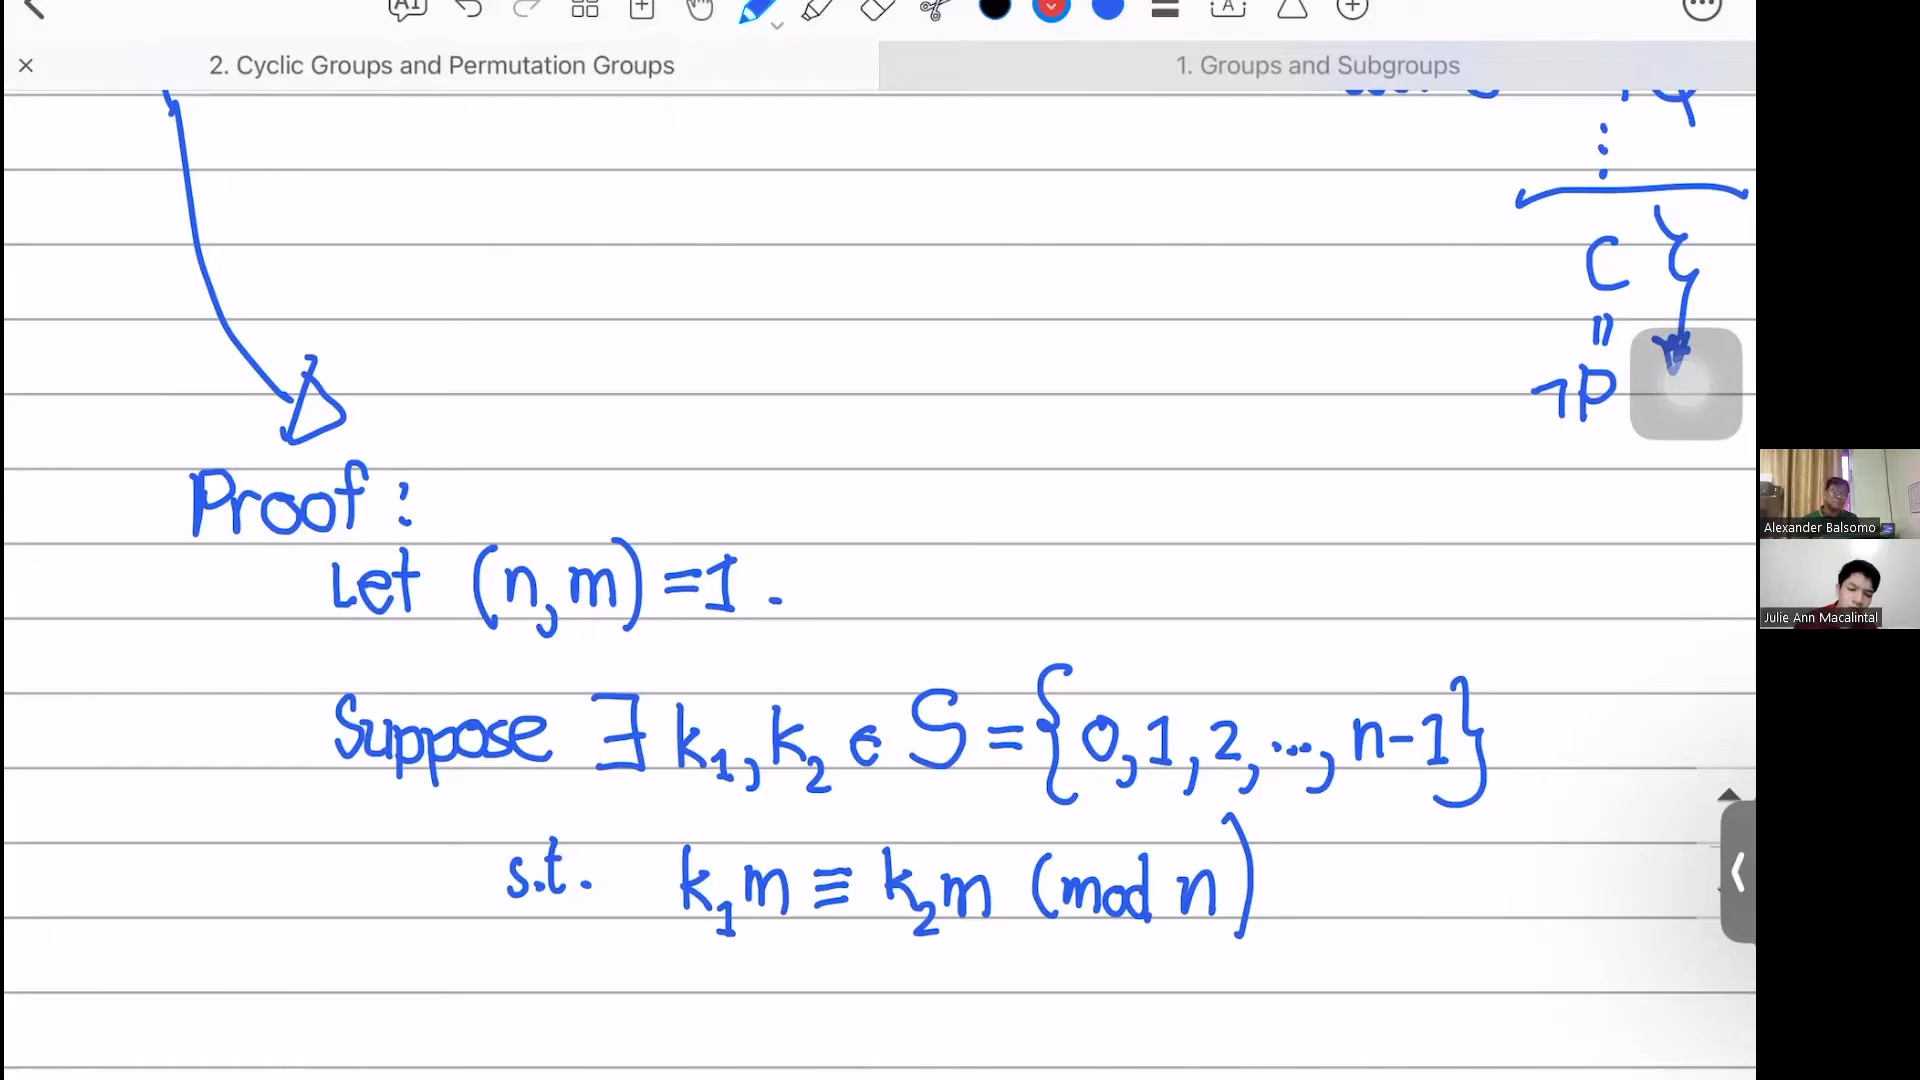 2. Cyclic Groups and Permutation Groups
1. Groups and Subgroups
C
"
¬P
Proof:
Let (n,m)=1.
Suppose ∃ k₁,k₂ ∈ S={0,1,2,...,n-1}
s.t. k₁m ≡ k₂m (mod n)
Alexander Balsomo
Julie Ann Macalintal